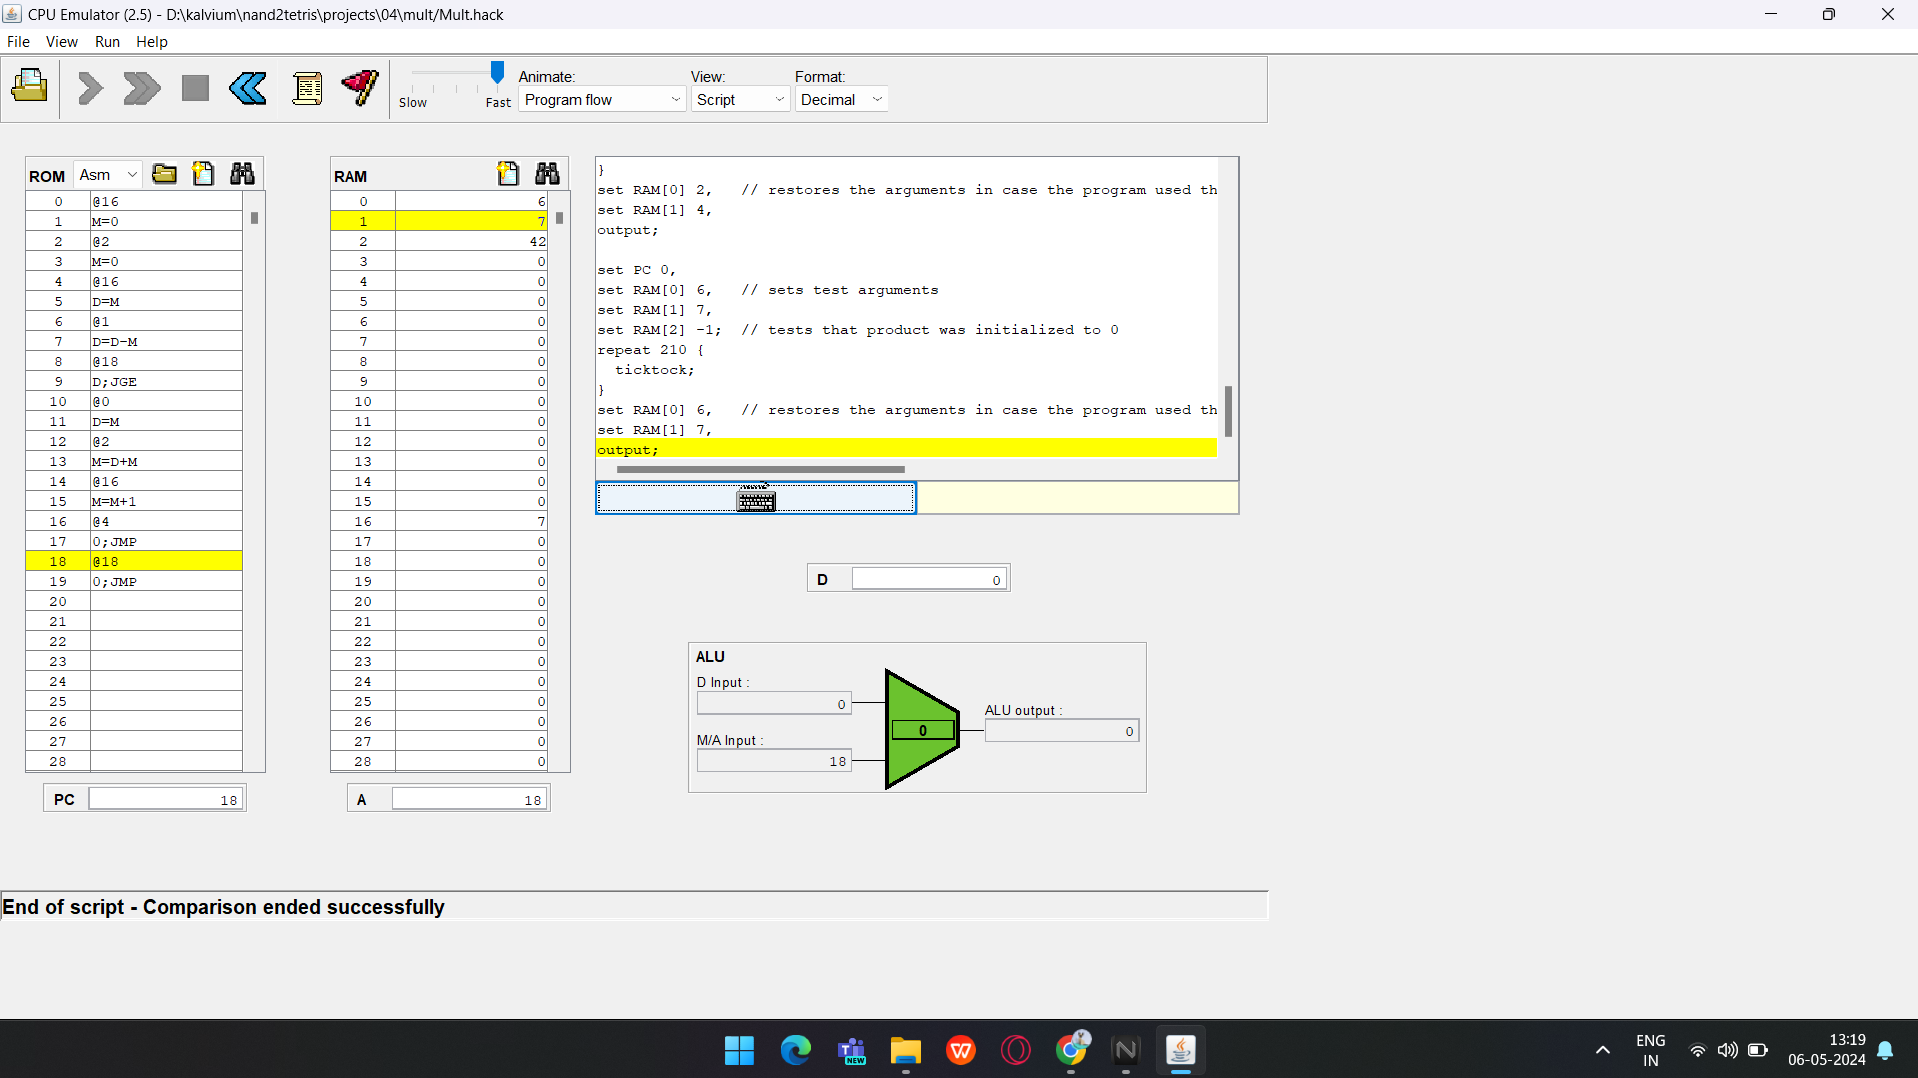 CPU Emulator (2.5) - D:\kalvium\nand2tetris\projects\04\mult/Mult.hack
File View Run Help
Slow Fast
Animate:
Program flow
View:
Script
Format:
Decimal
ROM Asm
0 @16
1 M=0
2 @2
3 M=0
4 @16
5 D=M
6 @1
7 D=D-M
8 @18
9 D;JGE
10 @0
11 D=M
12 @2
13 M=D+M
14 @16
15 M=M+1
16 @4
17 0;JMP
18 @18
19 0;JMP
20
21
22
23
24
25
26
27
28
PC 18
RAM
0 6
1 7
2 42
3 0
4 0
5 0
6 0
7 0
8 0
9 0
10 0
11 0
12 0
13 0
14 0
15 0
16 7
17 0
18 0
19 0
20 0
21 0
22 0
23 0
24 0
25 0
26 0
27 0
28 0
A 18
}
set RAM[0] 2,   // restores the arguments in case the program used th
set RAM[1] 4,
output;
set PC 0,
set RAM[0] 6,   // sets test arguments
set RAM[1] 7,
set RAM[2] -1;  // tests that product was initialized to 0
repeat 210 {
  ticktock;
}
set RAM[0] 6,   // restores the arguments in case the program used th
set RAM[1] 7,
output;
D 0
ALU
D Input :
0
M/A Input :
18
0
ALU output :
0
End of script - Comparison ended successfully
NEW
ENG
IN
13:19
06-05-2024